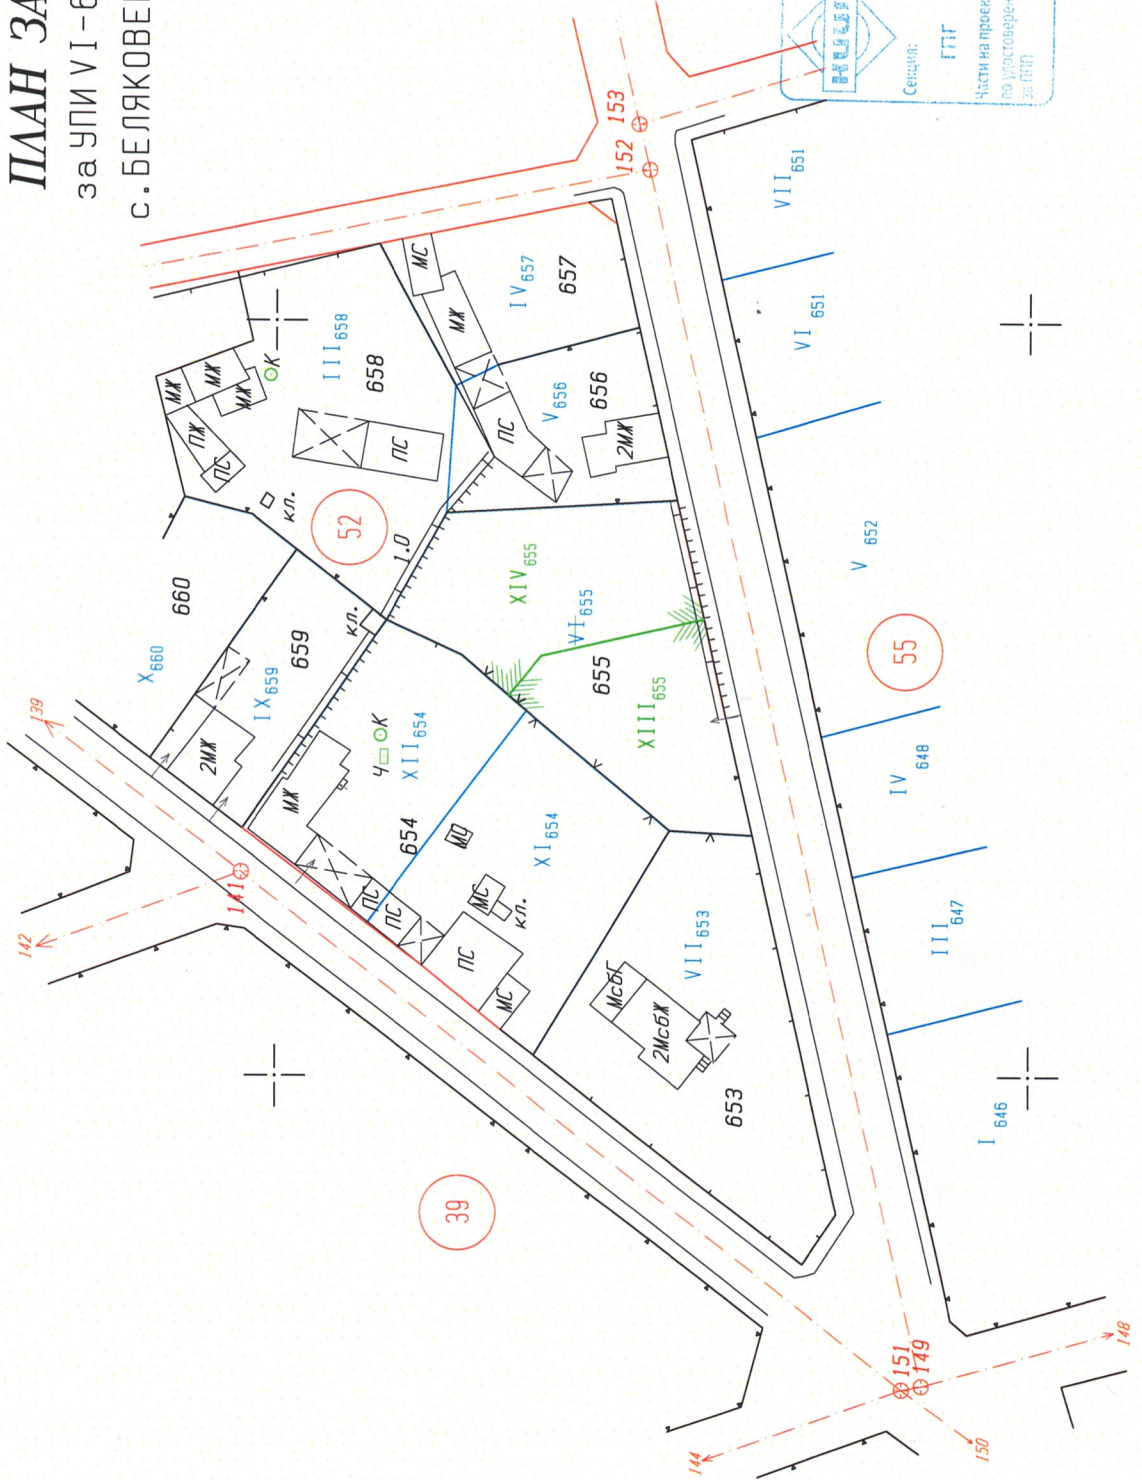 ПЛАН ЗА
за УПИ VI-6
с. БЕЛЯКОВЕ
Секция:
ГПГ
Части на проек
по удостоверен
за ППП
153
152
VII 651
VI 651
V 652
IV 648
III 647
I 646
55
МС
МЖ
IV 657
657
V 656
656
ПС
2МЖ
III 658
658
К
МЖ
МЖ
МЖ
ПЖ
ПС
ПС
кл.
52
1.0
660
X 660
659
IX 659
2МЖ
кл.
XIV 655
VI 655
655
XIII 655
МЖ
Ч
К
XII 654
654
МУ
XI 654
ПС
ПС
МС
кл.
ПС
МС
VII 653
МсбГ
2МсбЖ
653
139
141
142
39
151
149
148
150
144